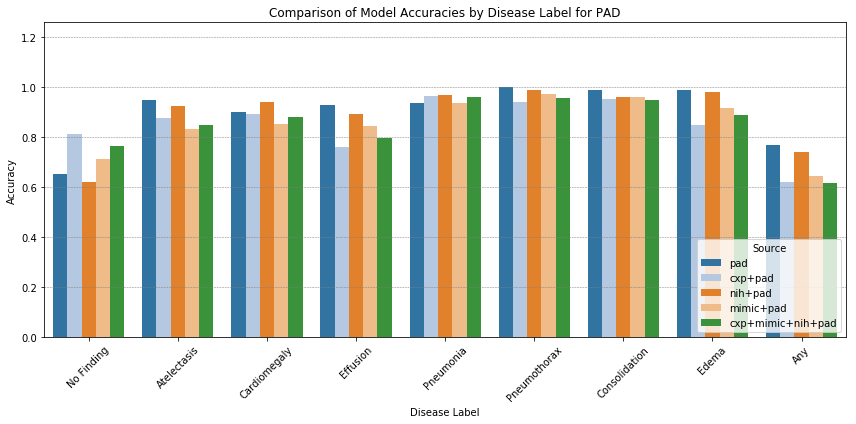 Comparison of Model Accuracies by Disease Label for PAD
Accuracy
1.2
1.0
0.8
0.6
0.4
0.2
0.0
Source
pad
cxp+pad
nih+pad
mimic+pad
cxp+mimic+nih+pad
No Finding
Atelectasis
Cardiomegaly
Effusion
Pneumonia
Pneumothorax
Consolidation
Edema
Any
Disease Label